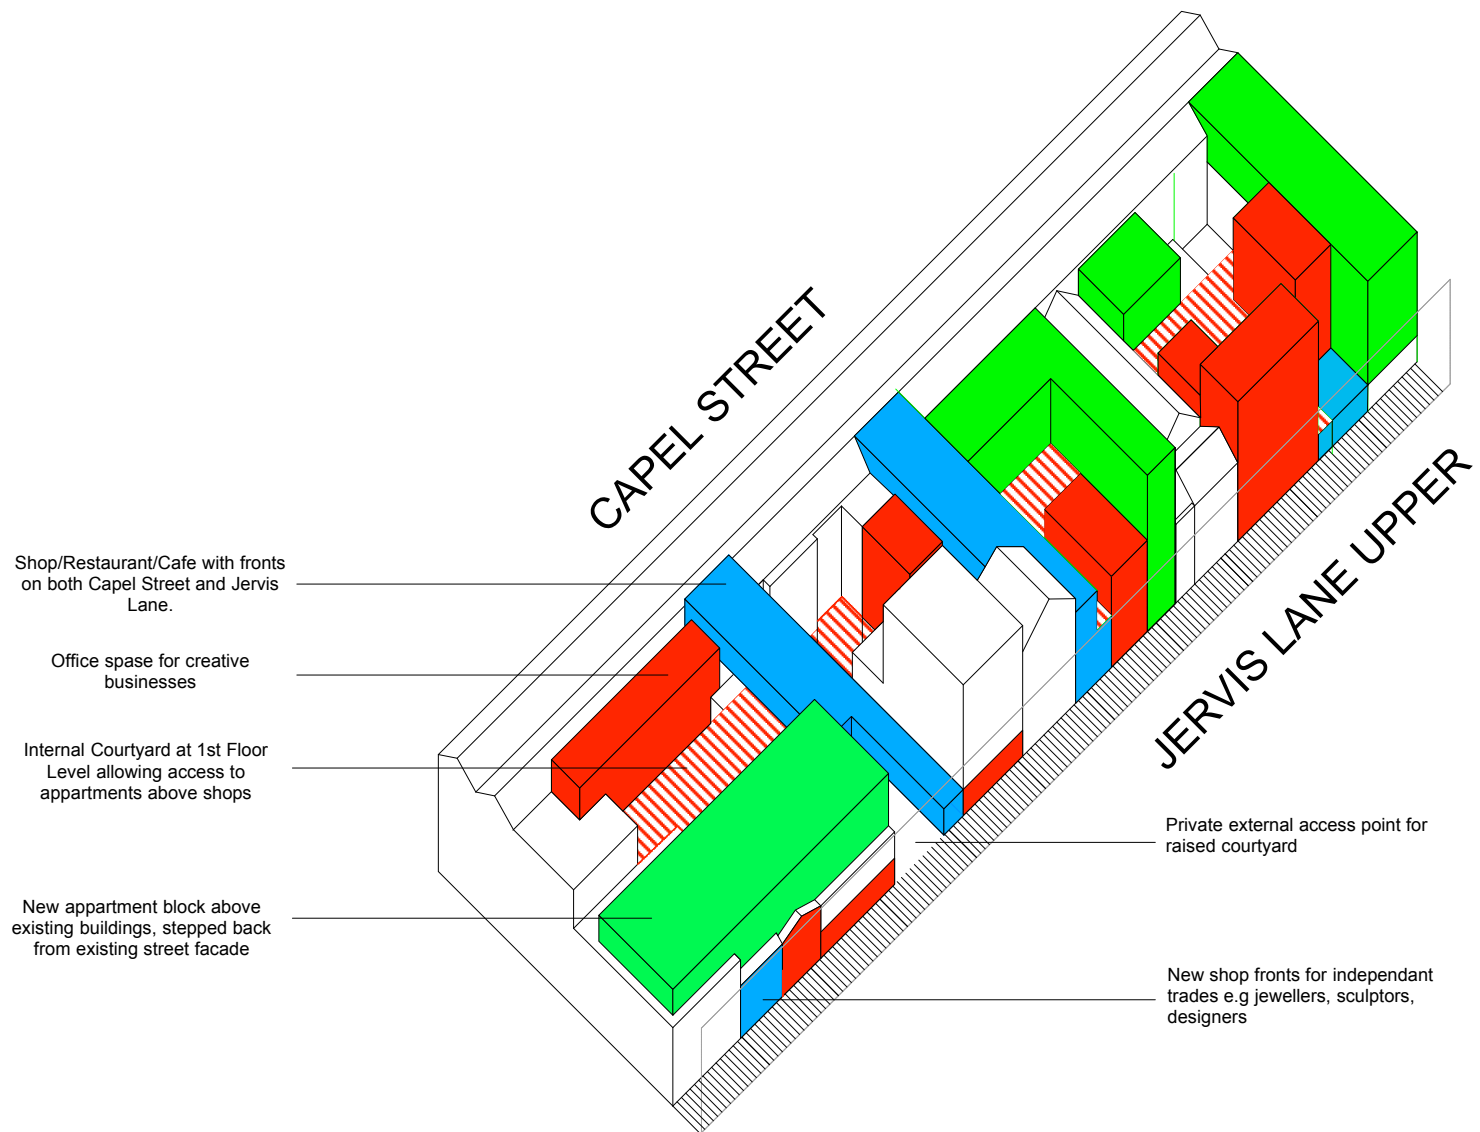 CAPEL STREET
JERVIS LANE UPPER
Shop/Restaurant/Cafe with fronts
on both Capel Street and Jervis
Lane.
Office spase for creative
businesses
Internal Courtyard at 1st Floor
Level allowing access to
appartments above shops
New appartment block above
existing buildings, stepped back
from existing street facade
Private external access point for
raised courtyard
New shop fronts for independant
trades e.g jewellers, sculptors,
designers